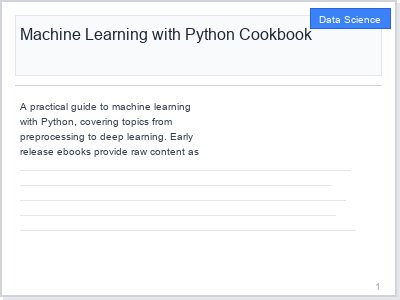 Data Science
Machine Learning with Python Cookbook
A practical guide to machine learning
with Python, covering topics from
preprocessing to deep learning. Early
release ebooks provide raw content as
1